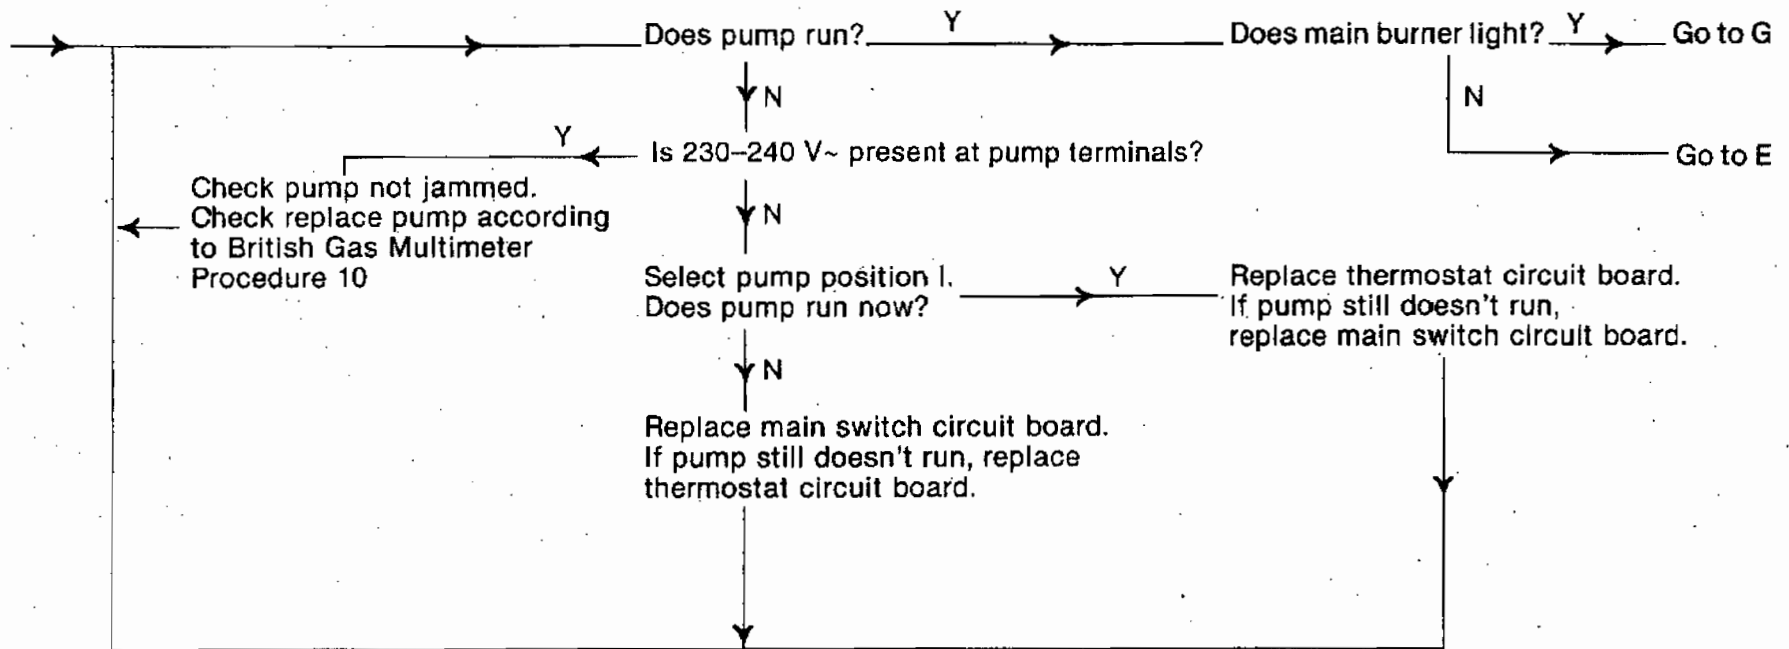 Does pump run?
Y
Does main burner light?
Y
Go to G
N
N
Y
Is 230–240 V~ present at pump terminals?
Go to E
Check pump not jammed.
Check replace pump according
to British Gas Multimeter
Procedure 10
N
Select pump position I.
Does pump run now?
Y
Replace thermostat circuit board.
If pump still doesn't run,
replace main switch circuit board.
N
Replace main switch circuit board.
If pump still doesn't run, replace
thermostat circuit board.